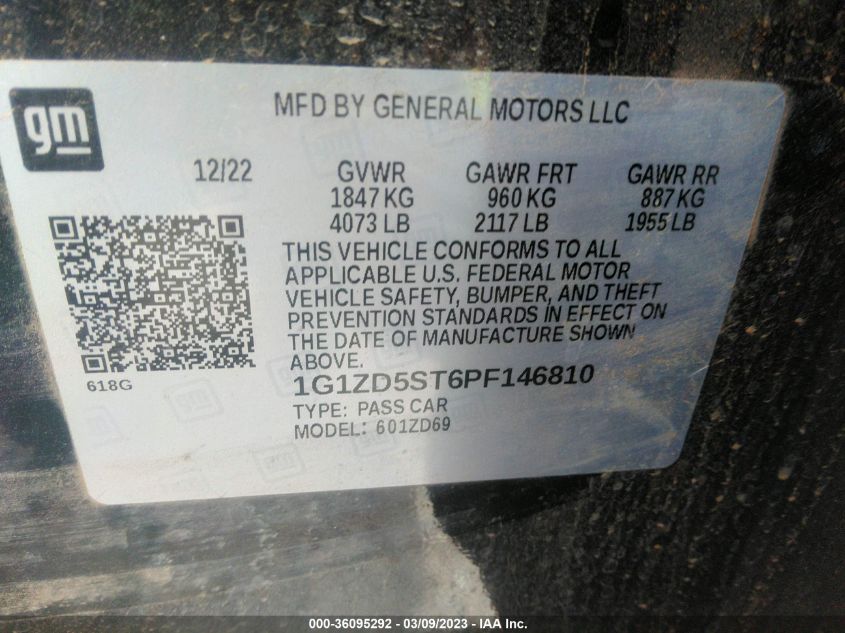 gm
MFD BY GENERAL MOTORS LLC
12/22 GVWR GAWR FRT GAWR RR
1847 KG 960 KG 887 KG
4073 LB 2117 LB 1955 LB
THIS VEHICLE CONFORMS TO ALL
APPLICABLE U.S. FEDERAL MOTOR
VEHICLE SAFETY, BUMPER, AND THEFT
PREVENTION STANDARDS IN EFFECT ON
THE DATE OF MANUFACTURE SHOWN
ABOVE.
618G
1G1ZD5ST6PF146810
TYPE: PASS CAR
MODEL: 601ZD69
000-36095292 - 03/09/2023 - IAA Inc.